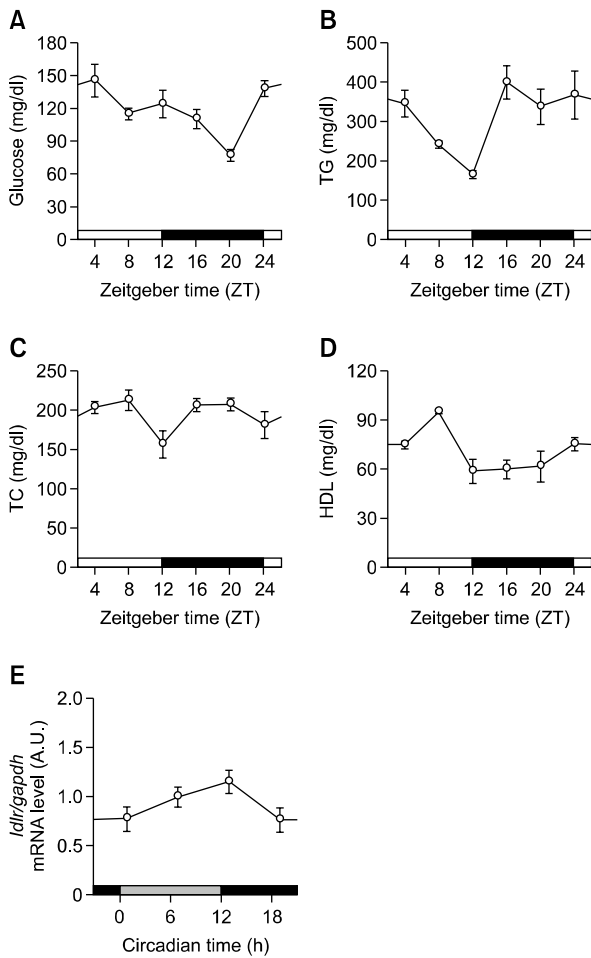 A
Glucose (mg/dl)
180
150
120
90
60
30
0
4 8 12 16 20 24
Zeitgeber time (ZT)
B
TG (mg/dl)
500
400
300
200
100
0
4 8 12 16 20 24
Zeitgeber time (ZT)
C
TC (mg/dl)
250
200
150
100
50
0
4 8 12 16 20 24
Zeitgeber time (ZT)
D
HDL (mg/dl)
120
90
60
30
0
4 8 12 16 20 24
Zeitgeber time (ZT)
E
ldlr/gapdh
mRNA level (A.U.)
2.0
1.5
1.0
0.5
0
0 6 12 18
Circadian time (h)